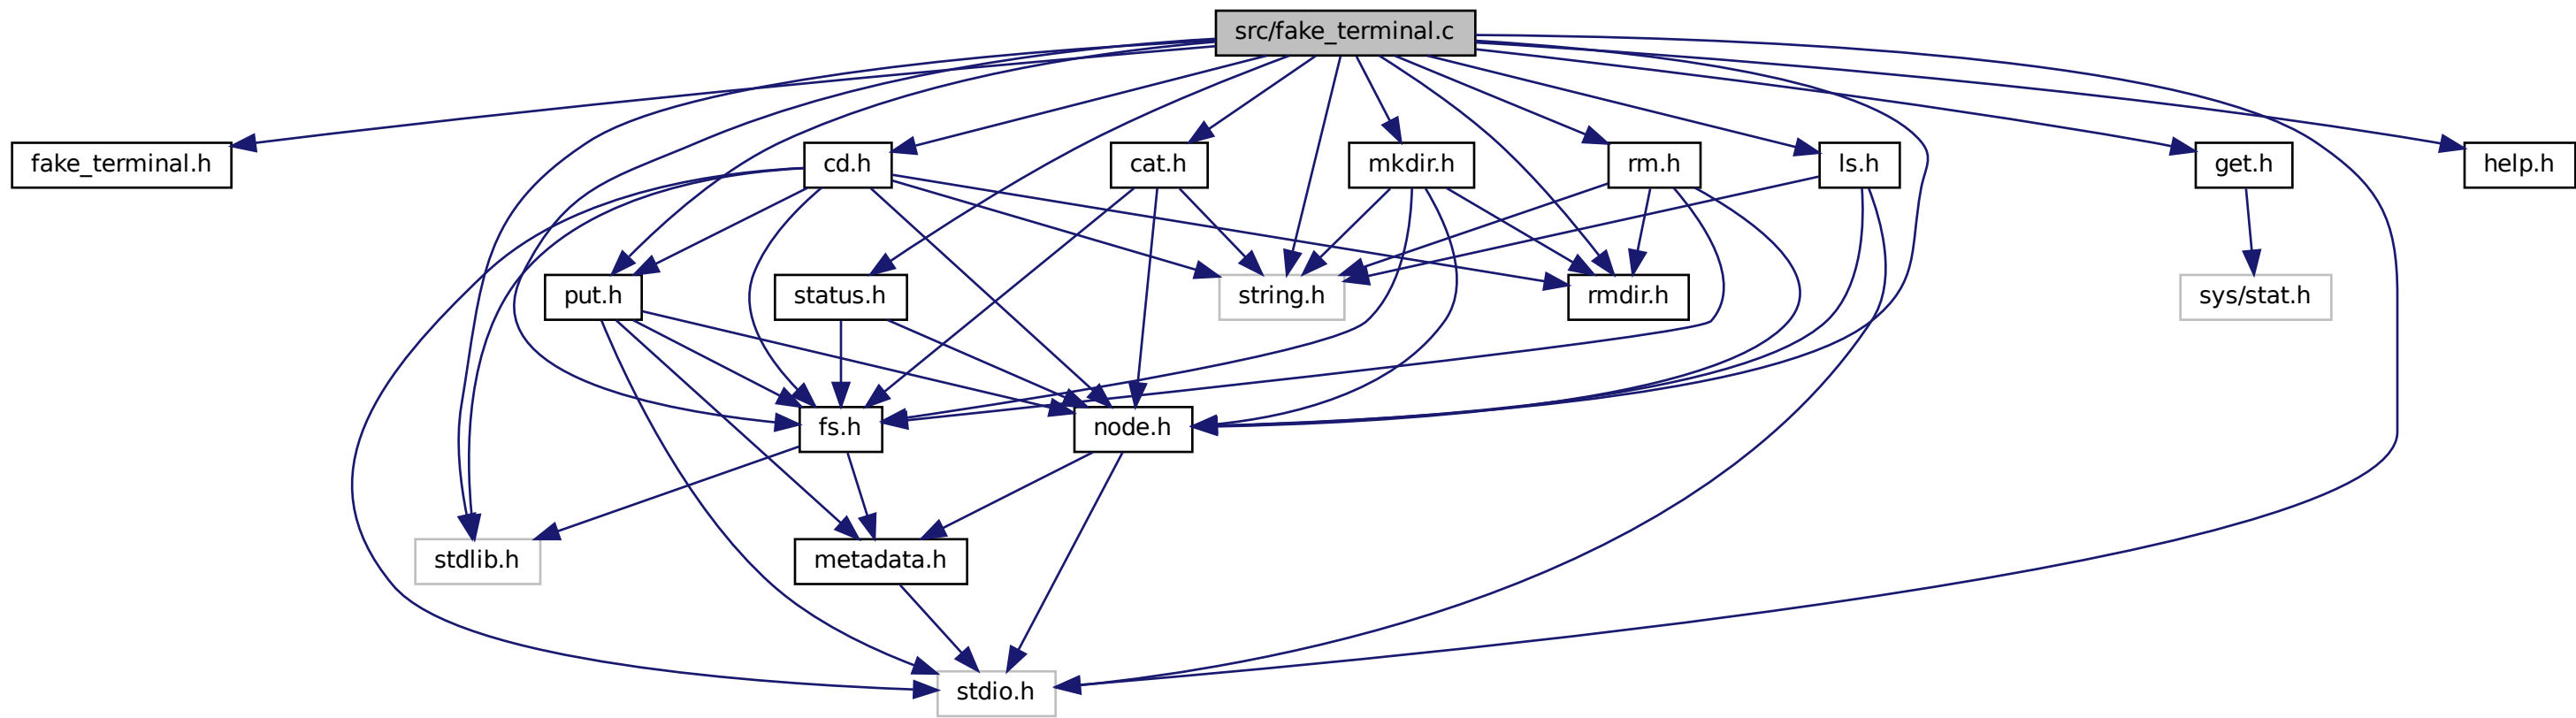 src/fake_terminal.c
fake_terminal.h
cd.h
cat.h
mkdir.h
rm.h
ls.h
get.h
help.h
put.h
status.h
string.h
rmdir.h
sys/stat.h
fs.h
node.h
stdlib.h
metadata.h
stdio.h